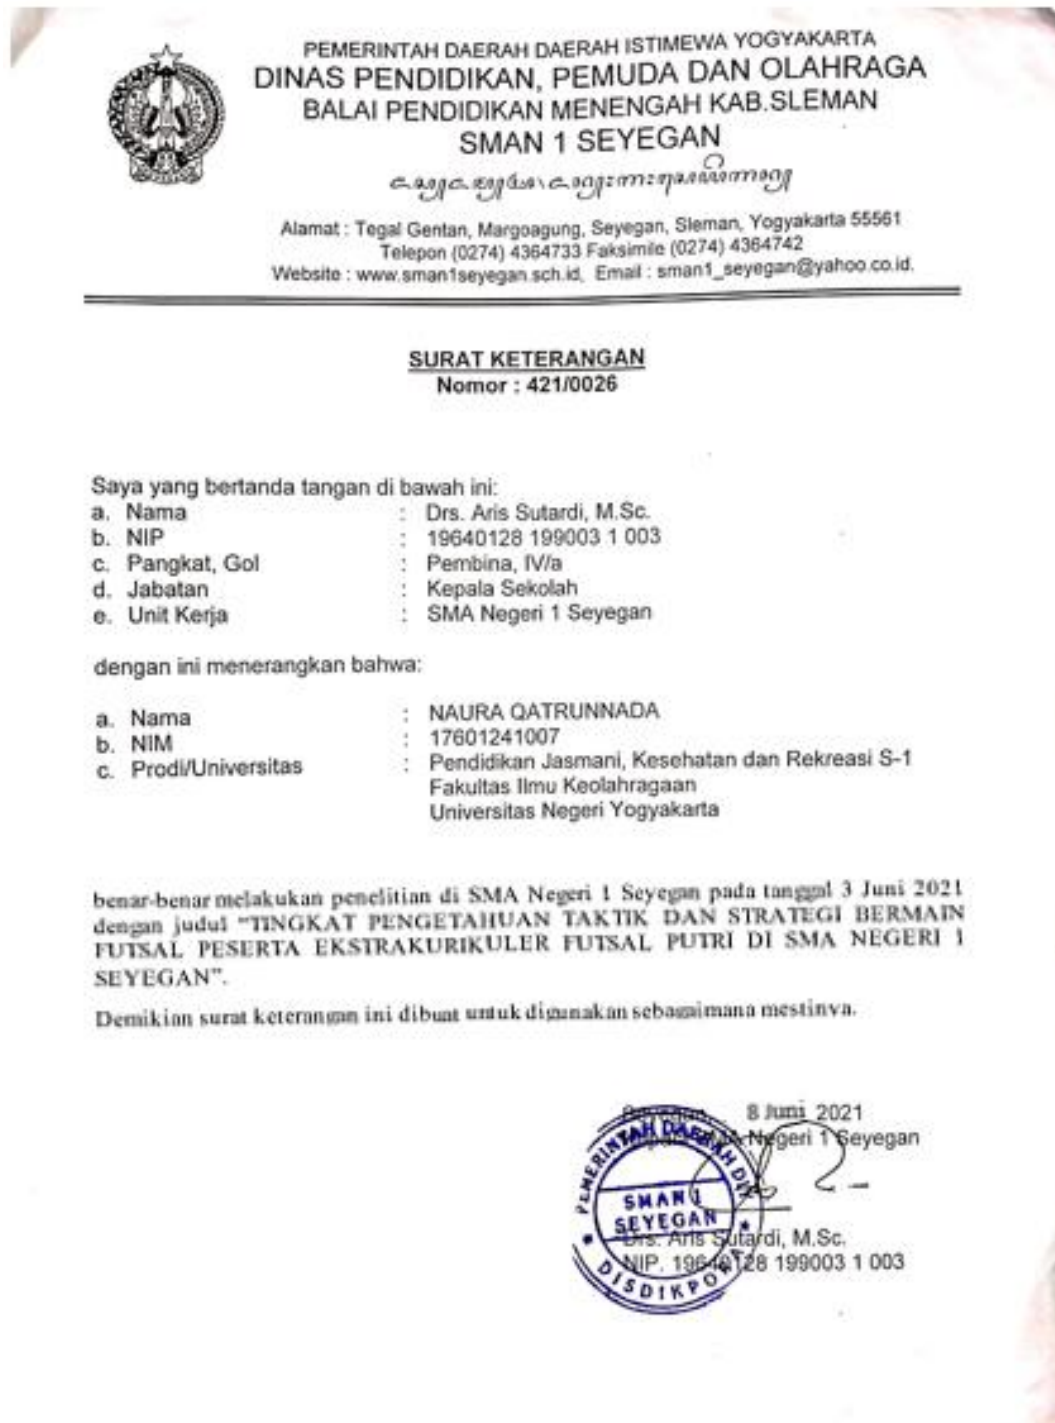 PEMERINTAH DAERAH DAERAH ISTIMEWA YOGYAKARTA
DINAS PENDIDIKAN, PEMUDA DAN OLAHRAGA
BALAI PENDIDIKAN MENENGAH KAB.SLEMAN
SMAN 1 SEYEGAN
Alamat : Tegal Gentan, Margoagung, Seyegan, Sleman, Yogyakarta 55561
Telepon (0274) 4364733 Faksimile (0274) 4364742
Website : www.sman1seyegan.sch.id, Email : sman1_seyegan@yahoo.co.id.
SURAT KETERANGAN
Nomor : 421/0026
Saya yang bertanda tangan di bawah ini:
a. Nama : Drs. Aris Sutardi, M.Sc.
b. NIP : 19640128 199003 1 003
c. Pangkat, Gol : Pembina, IV/a
d. Jabatan : Kepala Sekolah
e. Unit Kerja : SMA Negeri 1 Seyegan
dengan ini menerangkan bahwa:
a. Nama : NAURA QATRUNNADA
b. NIM : 17601241007
c. Prodi/Universitas : Pendidikan Jasmani, Kesehatan dan Rekreasi S-1
Fakultas Ilmu Keolahragaan
Universitas Negeri Yogyakarta
benar-benar melakukan penelitian di SMA Negeri 1 Seyegan pada tanggal 3 Juni 2021
dengan judul "TINGKAT PENGETAHUAN TAKTIK DAN STRATEGI BERMAIN
FUTSAL PESERTA EKSTRAKURIKULER FUTSAL PUTRI DI SMA NEGERI 1
SEYEGAN".
Demikian surat keterangan ini dibuat untuk digunakan sebagaimana mestinya.
8 Juni 2021
Negeri 1 Seyegan
PEMERINTAH DAERAH DIY
SMAN 1
SEYEGAN
DISDIKPORA
Drs. Aris Sutardi, M.Sc.
NIP. 19640128 199003 1 003